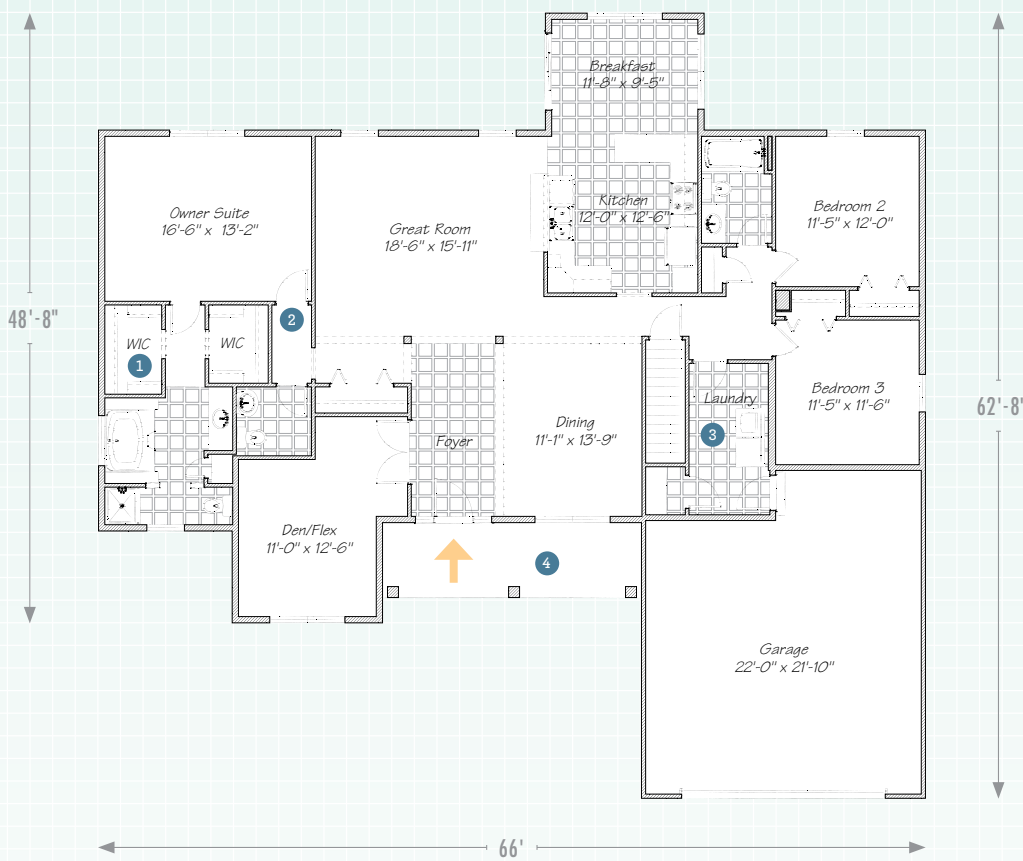 Breakfast
11'-8" x 9'-5"
Owner Suite
16'-6" x 13'-2"
Great Room
18'-6" x 15'-11"
Kitchen
12'-0" x 12'-6"
Bedroom 2
11'-5" x 12'-0"
48'-8"
WIC
1
WIC
2
Bedroom 3
11'-5" x 11'-6"
62'-8"
Laundry
3
Foyer
Dining
11'-1" x 13'-9"
Den/Flex
11'-0" x 12'-6"
4
Garage
22'-0" x 21'-10"
66'